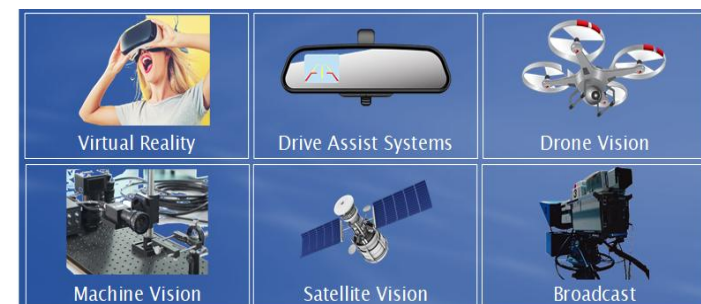 Virtual Reality
Drive Assist Systems
Drone Vision
Machine Vision
Satellite Vision
Broadcast